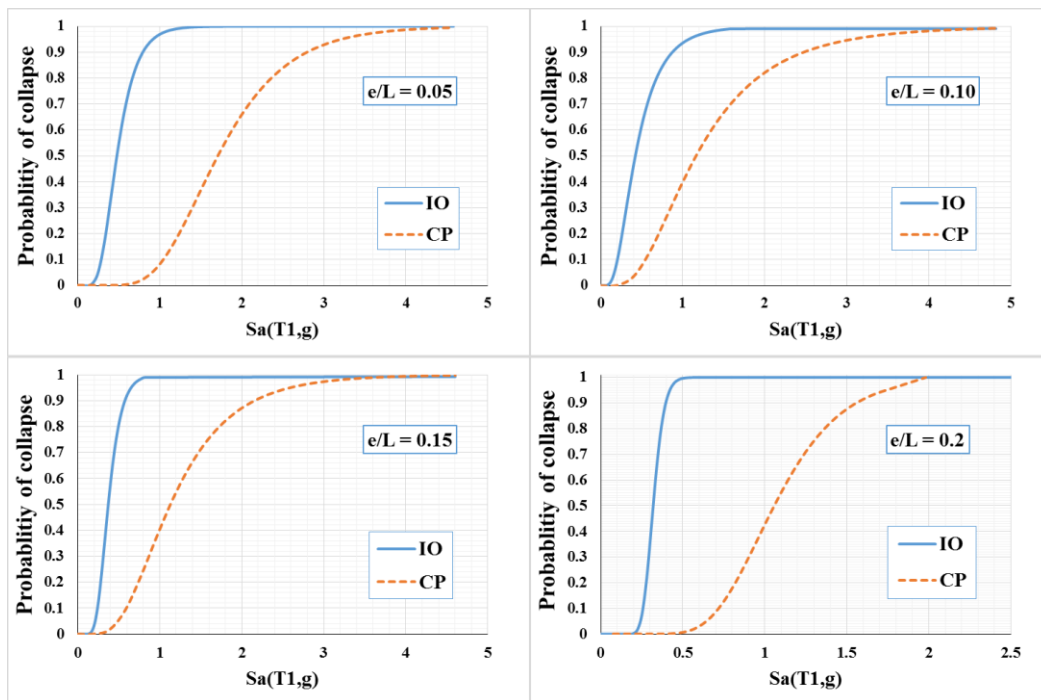 1
0.9
0.8
0.7
0.6
0.5
0.4
0.3
0.2
0.1
0
Probablitiy of collapse
e/L = 0.05
IO
CP
0 1 2 3 4 5
Sa(T1,g)
1
0.9
0.8
0.7
0.6
0.5
0.4
0.3
0.2
0.1
0
Probablitiy of collapse
e/L = 0.10
IO
CP
0 1 2 3 4 5
Sa(T1,g)
1
0.9
0.8
0.7
0.6
0.5
0.4
0.3
0.2
0.1
0
Probablitiy of collapse
e/L = 0.15
IO
CP
0 1 2 3 4 5
Sa(T1,g)
1
0.9
0.8
0.7
0.6
0.5
0.4
0.3
0.2
0.1
0
Probablitiy of collapse
e/L = 0.2
IO
CP
0 0.5 1 1.5 2 2.5
Sa(T1,g)